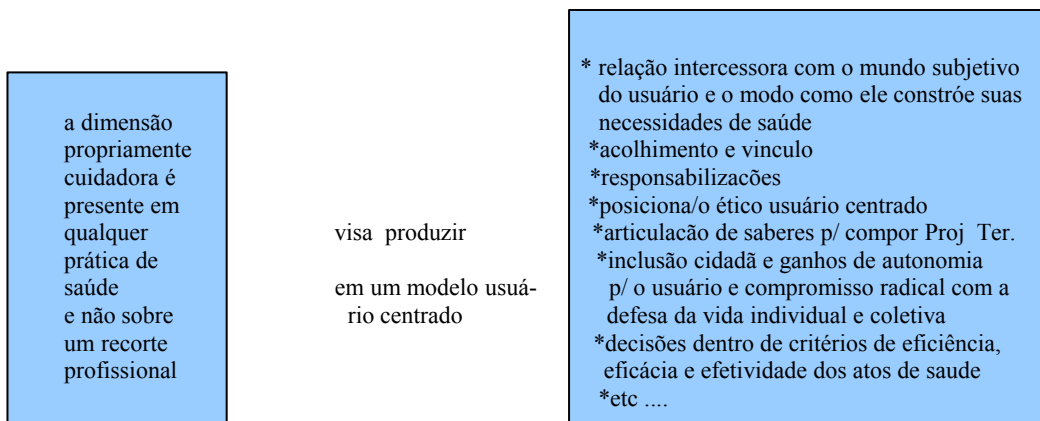 a dimensão
propriamente
cuidadora é
presente em
qualquer
prática de
saúde
e não sobre
um recorte
profissional
visa produzir
em um modelo usuá-
rio centrado
* relação intercessora com o mundo subjetivo
do usuário e o modo como ele constróe suas
necessidades de saúde
*acolhimento e vinculo
*responsabilizacões
*posiciona/o ético usuário centrado
*articulacão de saberes p/ compor Proj Ter.
*inclusão cidadã e ganhos de autonomia
p/ o usuário e compromisso radical com a
defesa da vida individual e coletiva
*decisões dentro de critérios de eficiência,
eficácia e efetividade dos atos de saude
*etc ....